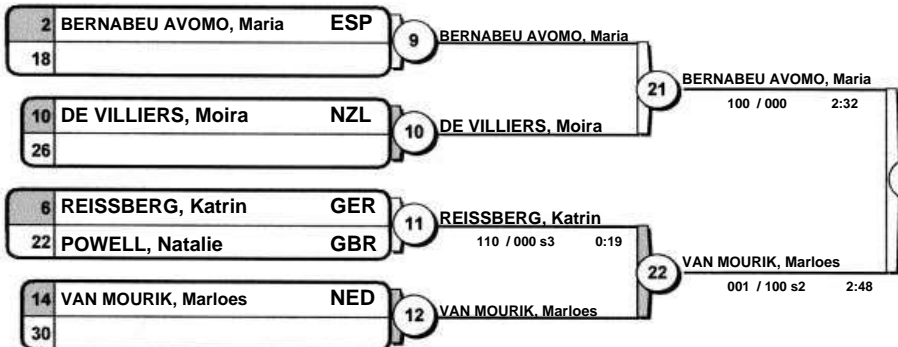 2 BERNABEU AVOMO, Maria ESP
18
9
BERNABEU AVOMO, Maria
10 DE VILLIERS, Moira NZL
26
10
DE VILLIERS, Moira
21
BERNABEU AVOMO, Maria
100 / 000 2:32
6 REISSBERG, Katrin GER
22 POWELL, Natalie GBR
11
REISSBERG, Katrin
110 / 000 s3 0:19
14 VAN MOURIK, Marloes NED
30
12
VAN MOURIK, Marloes
22
VAN MOURIK, Marloes
001 / 100 s2 2:48